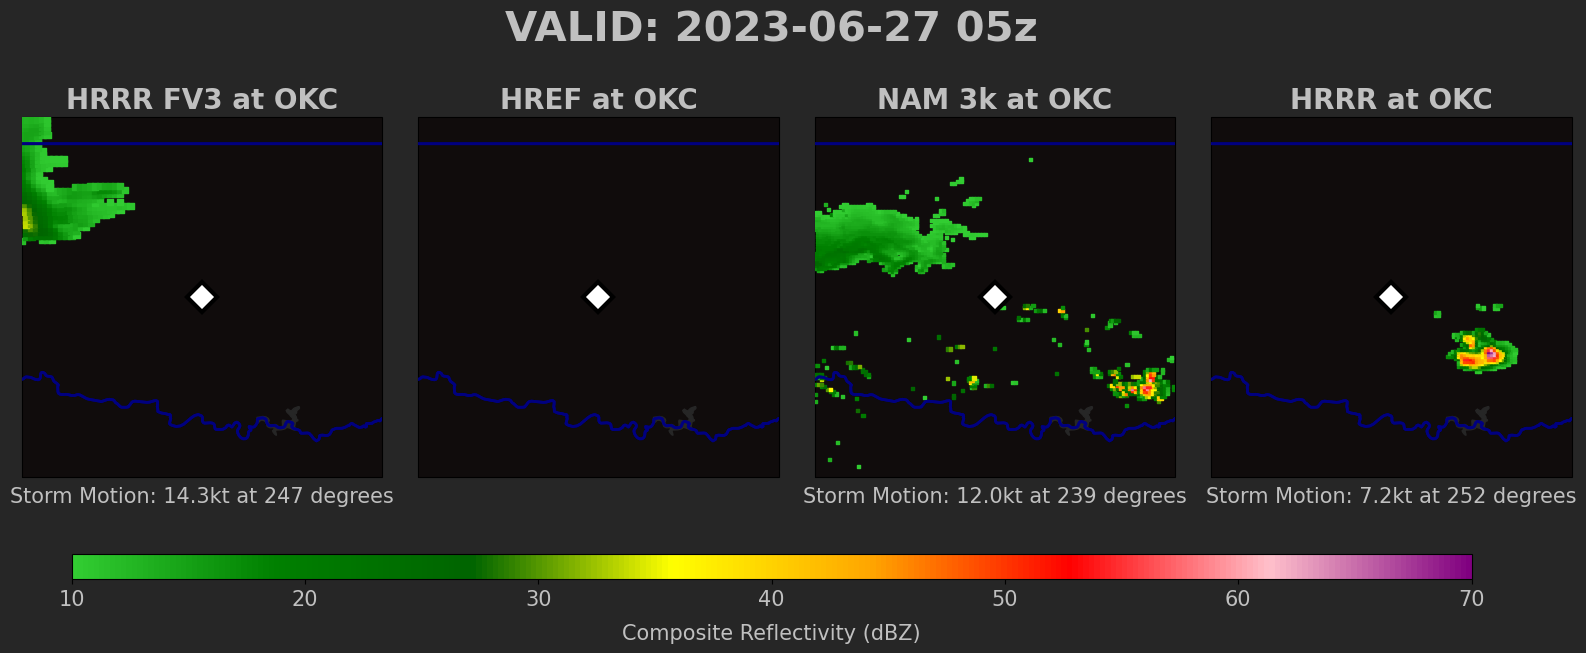 VALID: 2023-06-27 05z
HRRR FV3 at OKC
HREF at OKC
NAM 3k at OKC
HRRR at OKC
Storm Motion: 14.3kt at 247 degrees
Storm Motion: 12.0kt at 239 degrees
Storm Motion: 7.2kt at 252 degrees
10 20 30 40 50 60 70
Composite Reflectivity (dBZ)